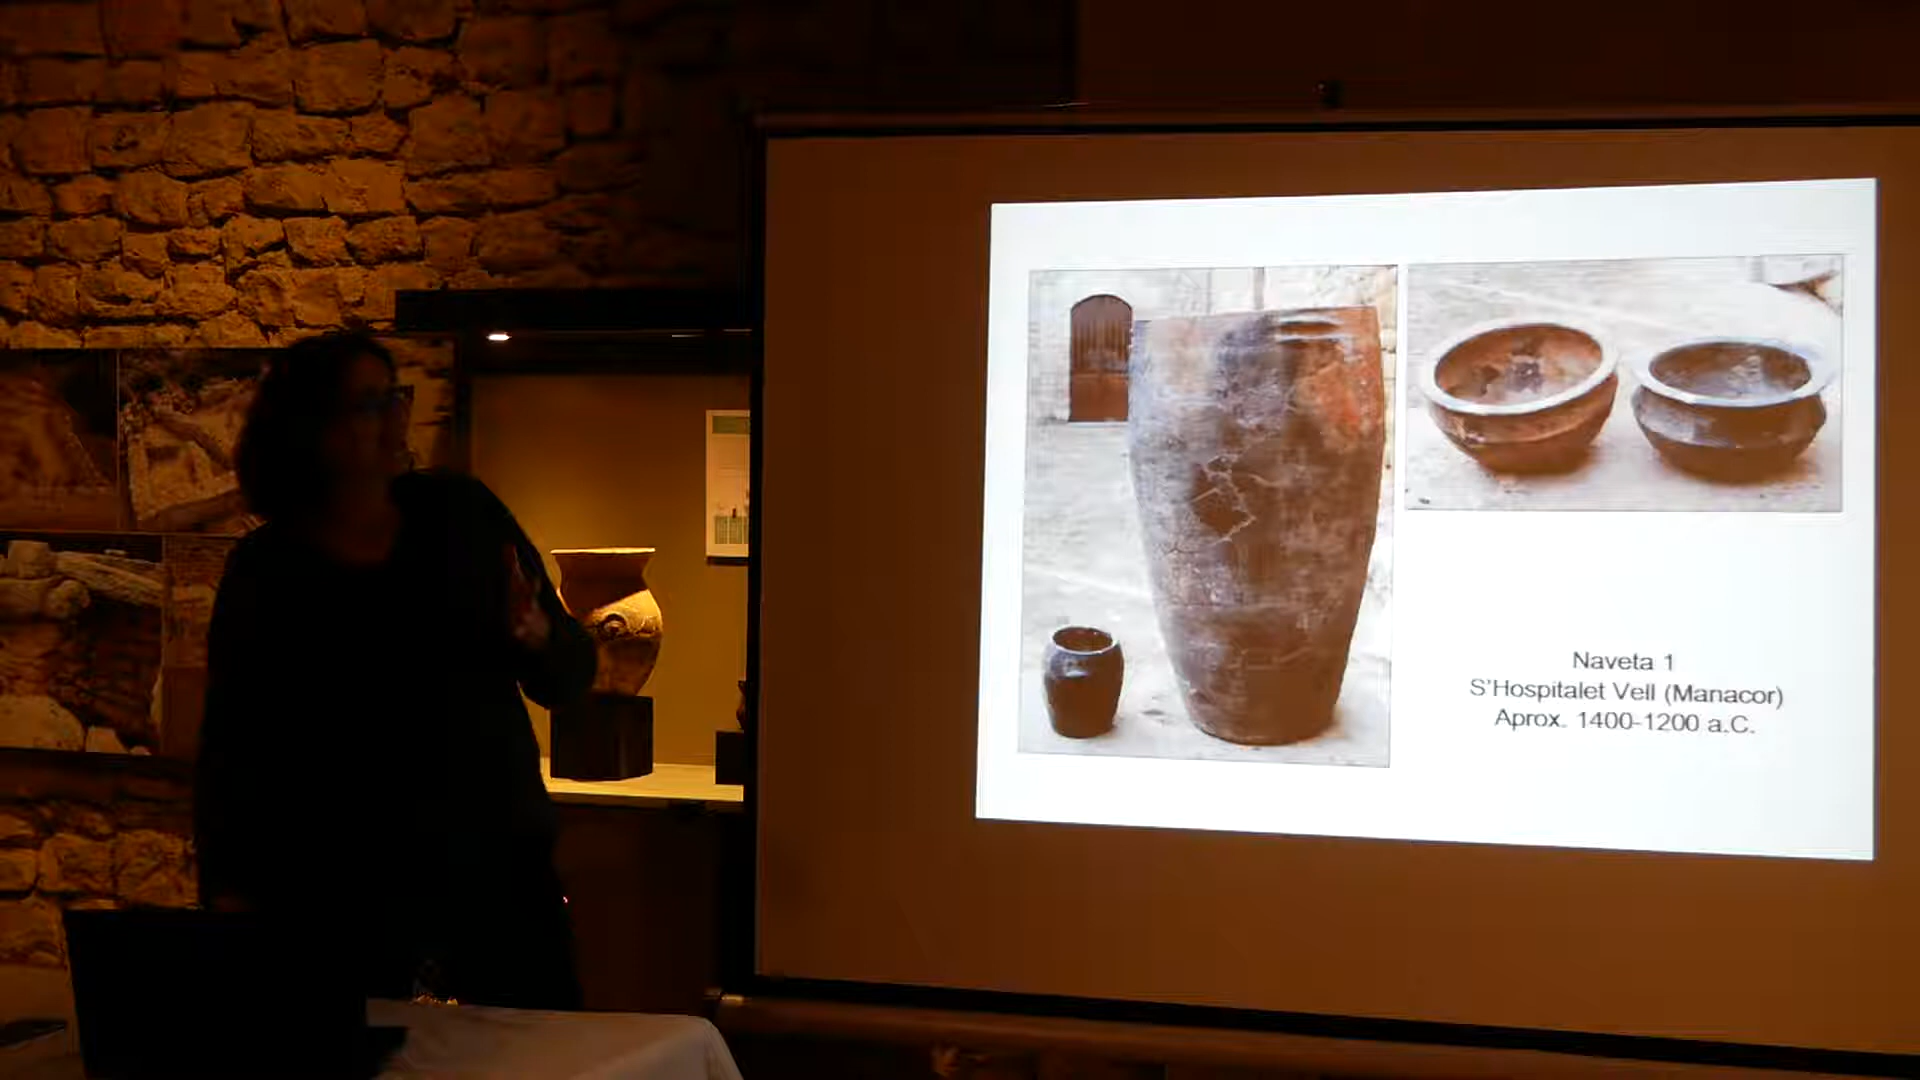 Naveta 1
S'Hospitalet Vell (Manacor)
Aprox. 1400-1200 a.C.